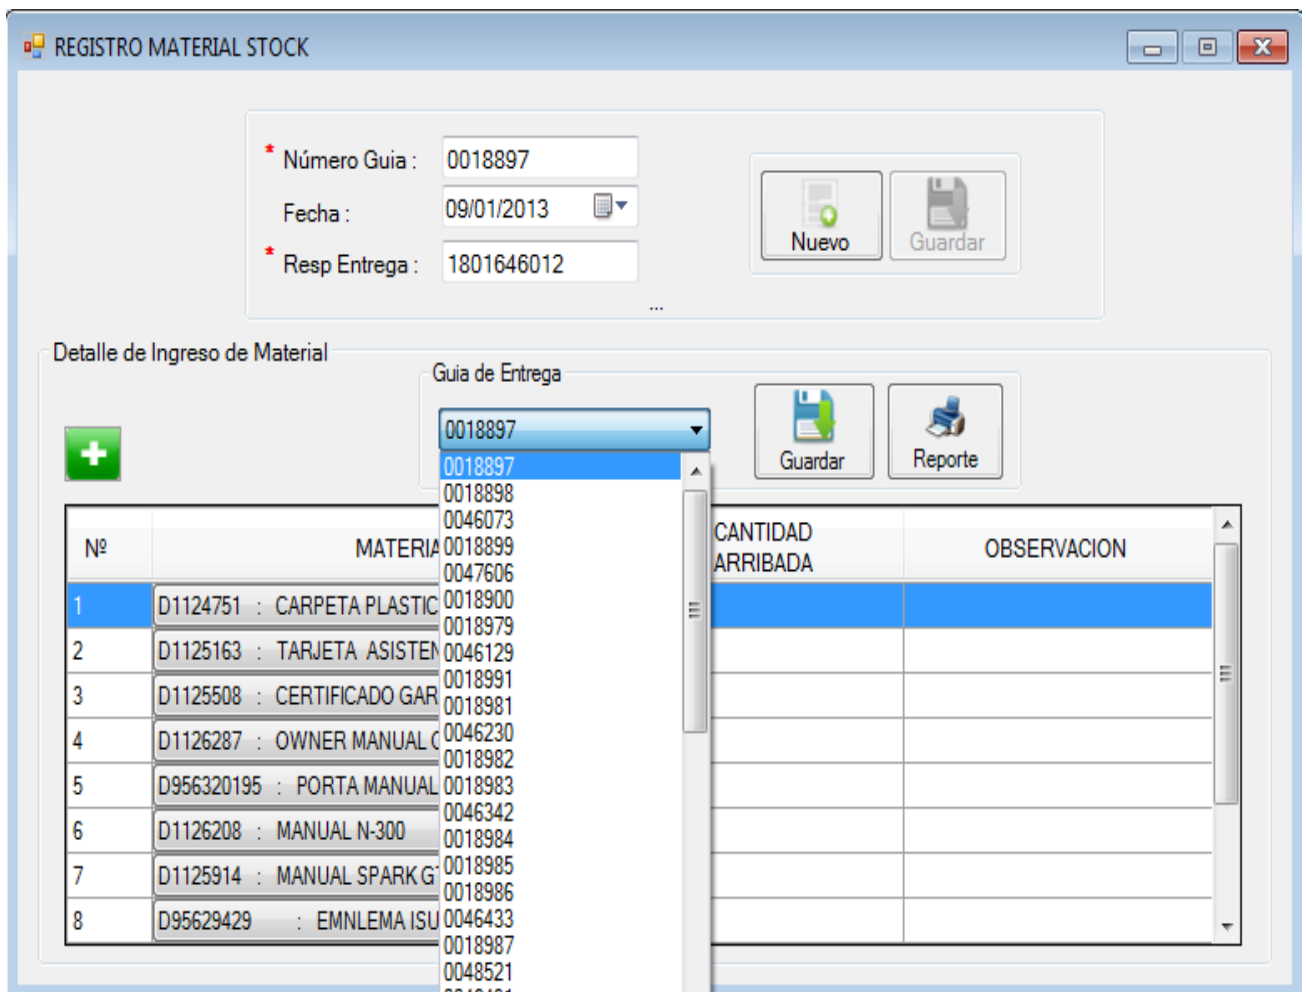 REGISTRO MATERIAL STOCK
* Número Guia : 0018897
Fecha : 09/01/2013
* Resp Entrega : 1801646012
...
Nuevo
Guardar
Detalle de Ingreso de Material
Guia de Entrega
0018897
Guardar
Reporte
0018897
0018898
0046073
0018899
0047606
0018900
0018979
0046129
0018991
0018981
0046230
0018982
0018983
0046342
0018984
0018985
0018986
0046433
0018987
0048521
Nº MATERIA CANTIDAD ARRIBADA OBSERVACION
1 D1124751 : CARPETA PLASTIC
2 D1125163 : TARJETA ASISTEN
3 D1125508 : CERTIFICADO GAR
4 D1126287 : OWNER MANUAL
5 D956320195 : PORTA MANUAL
6 D1126208 : MANUAL N-300
7 D1125914 : MANUAL SPARK GT
8 D95629429 : EMNLEMA ISU